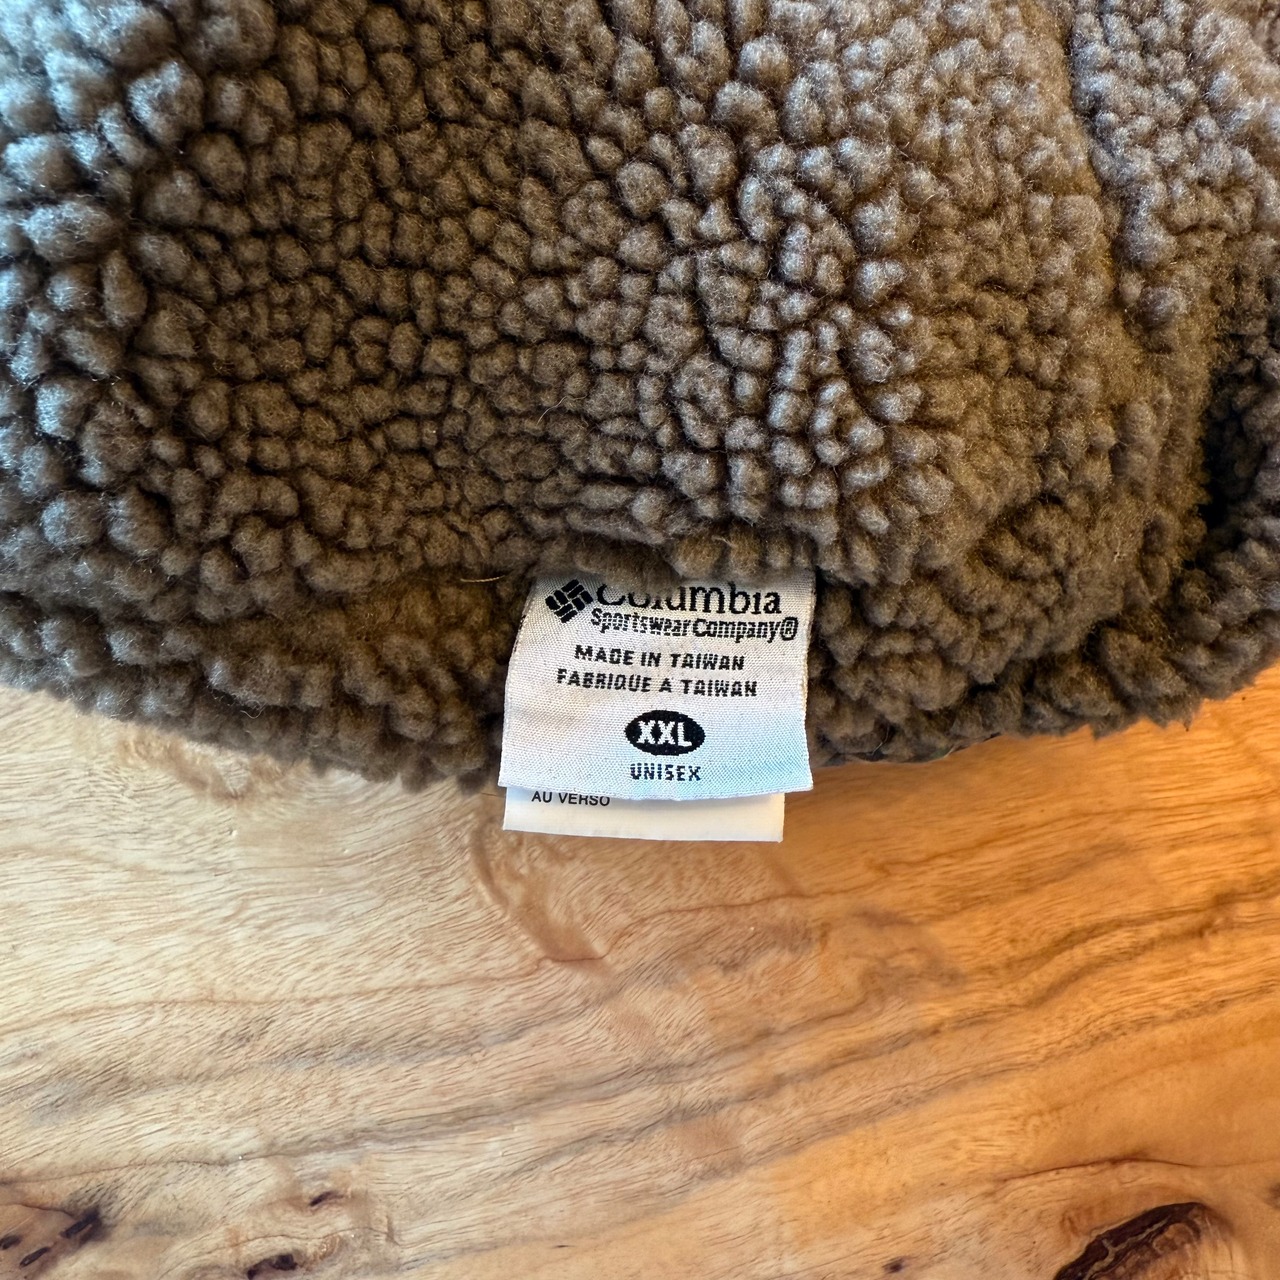 Columbia
Sportswear Company®
MADE IN TAIWAN
FABRIQUE A TAIWAN
XXL
UNISEX
AU VERSO